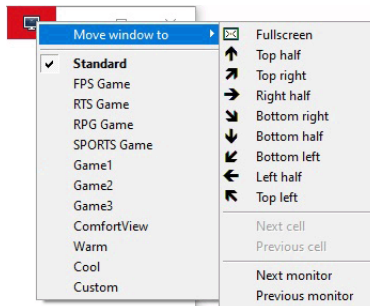 Move window to
Standard
FPS Game
RTS Game
RPG Game
SPORTS Game
Game1
Game2
Game3
ComfortView
Warm
Cool
Custom
Fullscreen
Top half
Top right
Right half
Bottom right
Bottom half
Bottom left
Left half
Top left
Next cell
Previous cell
Next monitor
Previous monitor